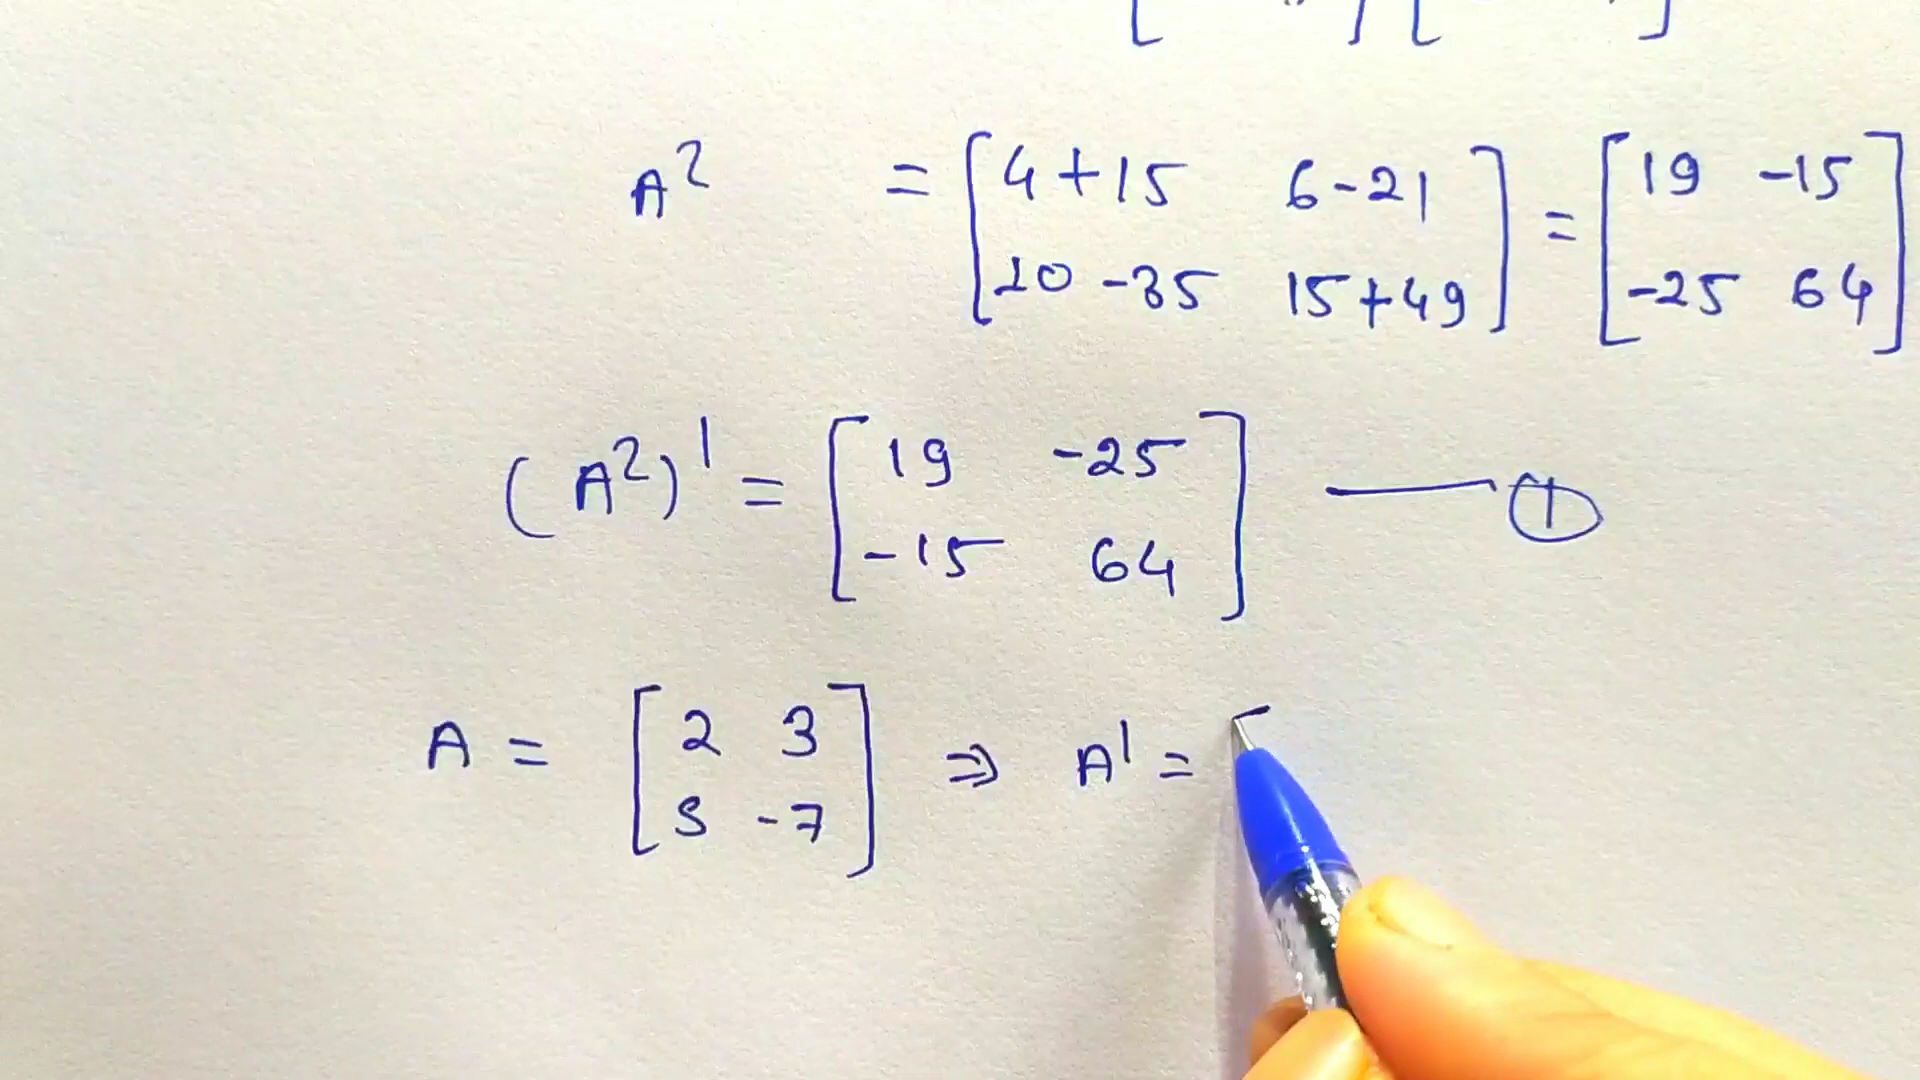 A² = [4+15 6-21] = [19 -15]
[10 -35 15+49] [-25 64]
(A²)' = [19 -25] —— ①
[-15 64]
A = [2 3] ⇒ A' = [
[5 -7]